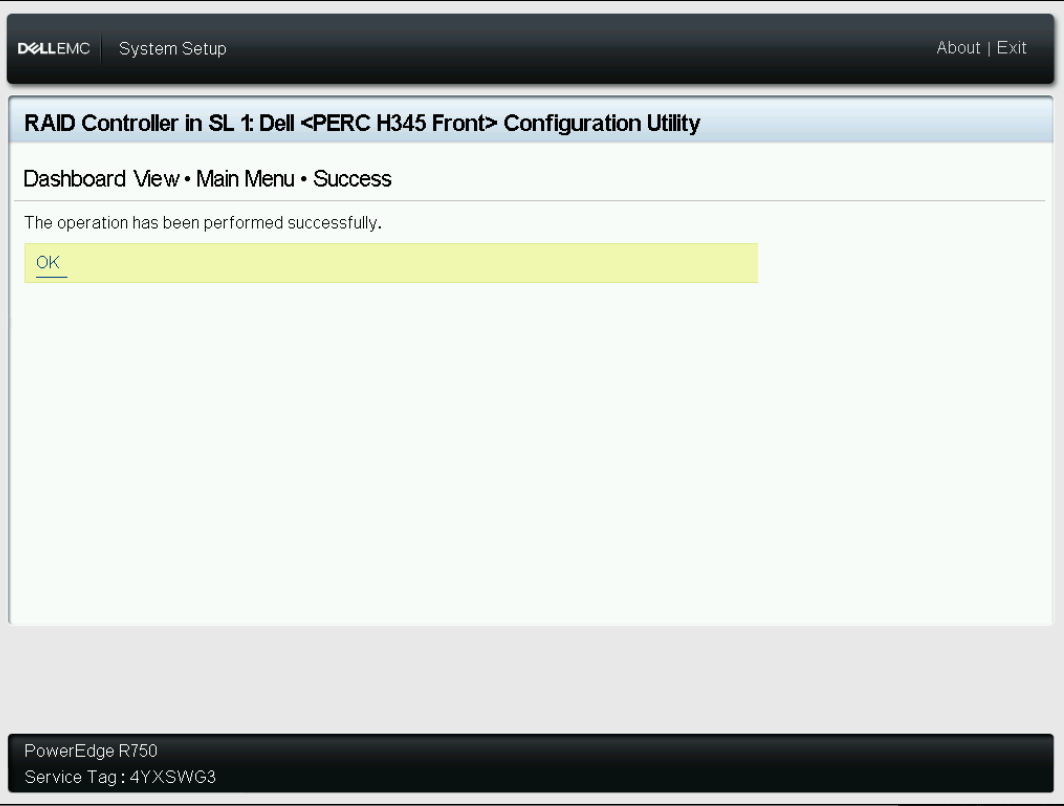 DELLEMC System Setup About | Exit
RAID Controller in SL 1: Dell <PERC H345 Front> Configuration Utility
Dashboard View • Main Menu • Success
The operation has been performed successfully.
OK
PowerEdge R750
Service Tag : 4YXSWG3